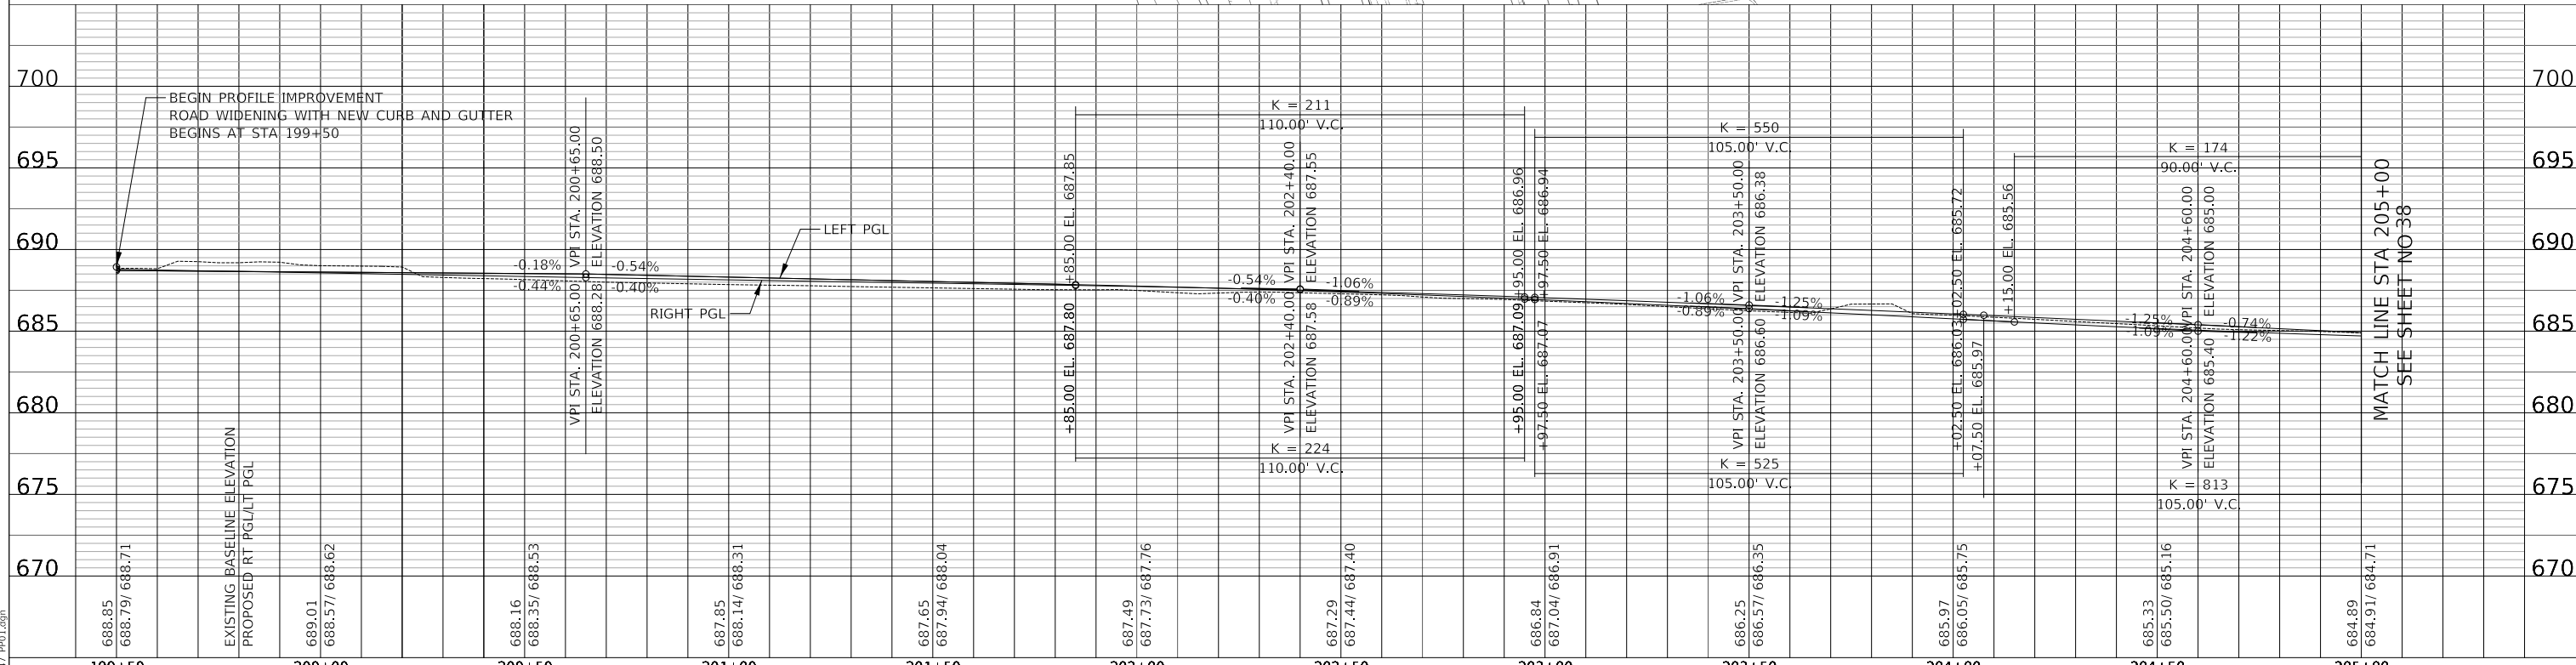 700
695
690
685
680
675
670
BEGIN PROFILE IMPROVEMENT
ROAD WIDENING WITH NEW CURB AND GUTTER
BEGINS AT STA 199+50
VPI STA. 200+65.00
ELEVATION 688.50
-0.18%
-0.54%
-0.44%
-0.40%
VPI STA. 200+65.00
ELEVATION 688.28
LEFT PGL
RIGHT PGL
K = 211
110.00' V.C.
+85.00 EL. 687.85
VPI STA. 202+40.00
ELEVATION 687.55
+95.00 EL. 686.96
-0.54%
-1.06%
-0.40%
-0.89%
+85.00 EL. 687.80
VPI STA. 202+40.00
ELEVATION 687.58
+95.00 EL. 687.09
K = 224
110.00' V.C.
K = 550
105.00' V.C.
+97.50 EL. 686.94
VPI STA. 203+50.00
ELEVATION 686.38
+02.50 EL. 685.72
-1.06%
-1.25%
-0.89%
-1.09%
+97.50 EL. 687.07
VPI STA. 203+50.00
ELEVATION 686.60
+02.50 EL. 686.03
K = 525
105.00' V.C.
K = 174
90.00' V.C.
+15.00 EL. 685.56
VPI STA. 204+60.00
ELEVATION 685.00
-1.25%
-0.74%
-1.09%
-1.22%
+07.50 EL. 685.97
VPI STA. 204+60.00
ELEVATION 685.40
K = 813
105.00' V.C.
MATCH LINE STA 205+00
SEE SHEET NO 38
700
695
690
685
680
675
670
EXISTING BASELINE ELEVATION
PROPOSED RT PGL/LT PGL
688.85
688.79/ 688.71
689.01
688.57/ 688.62
688.16
688.35/ 688.53
687.85
688.14/ 688.31
687.65
687.94/ 688.04
687.49
687.73/ 687.76
687.29
687.44/ 687.40
686.84
687.04/ 686.91
686.25
686.57/ 686.35
685.97
686.05/ 685.75
685.33
685.50/ 685.16
684.89
684.91/ 684.71